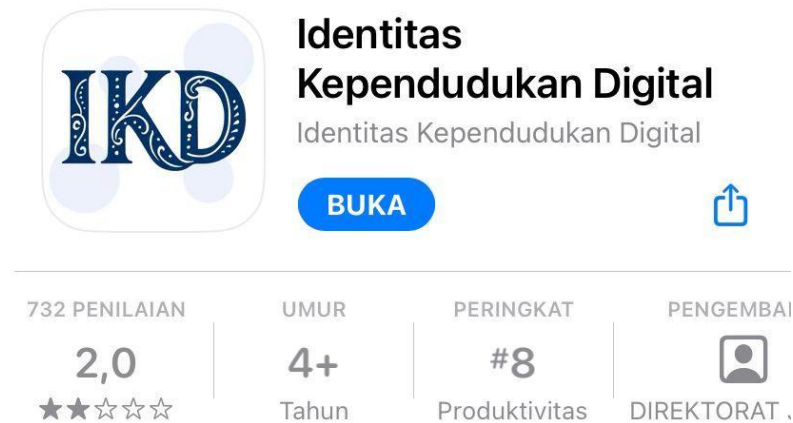 IKD
Identitas
Kependudukan Digital
Identitas Kependudukan Digital
BUKA
732 PENILAIAN
UMUR
PERINGKAT
PENGEMBA
2,0
4+
#8
Tahun
Produktivitas
DIREKTORAT